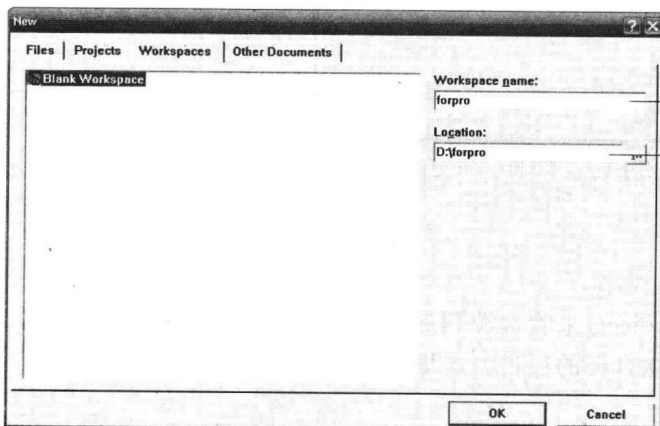 New
Files Projects Workspaces Other Documents
Blank Workspace
Workspace name:
forpro
Location:
D:\forpro
...
OK Cancel